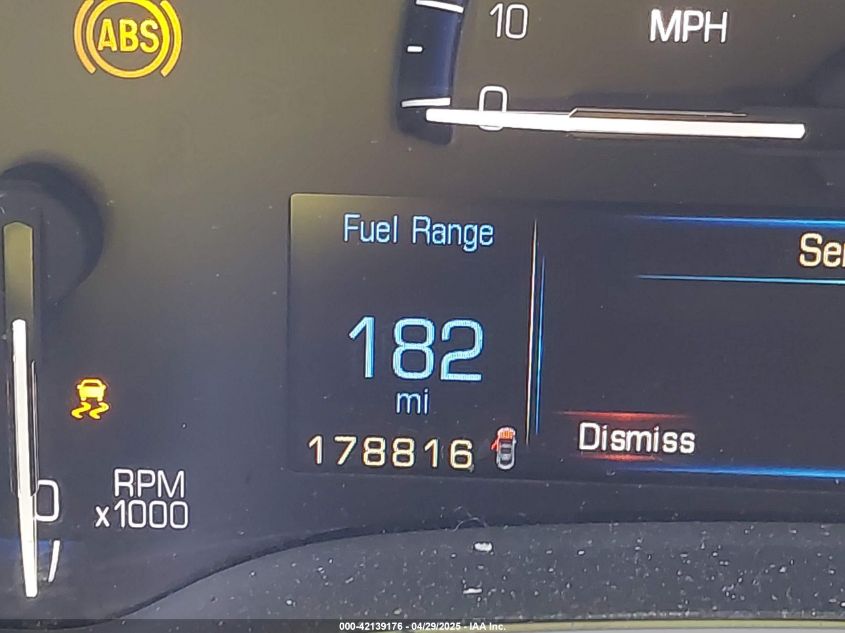 ABS
10
MPH
0
Fuel Range
182
mi
178816
Dismiss
RPM
x1000
0
000-42139176 - 04/29/2025 - IAA Inc.